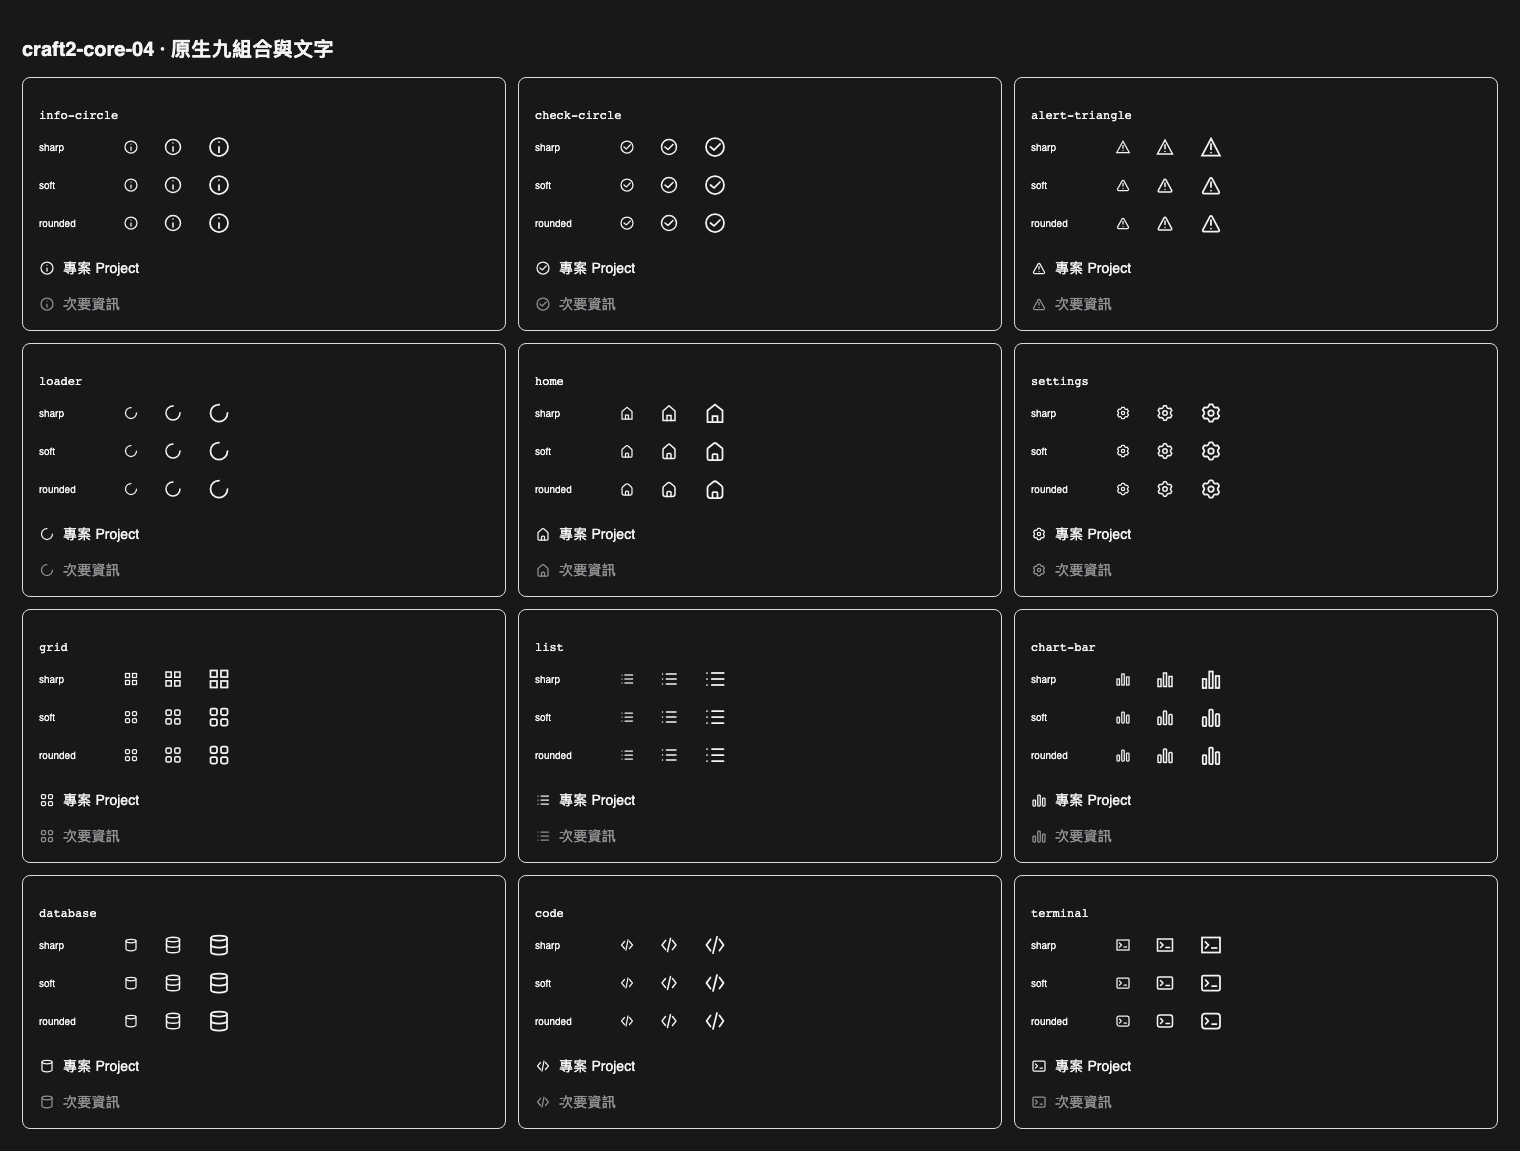 craft2-core-04 · 原生九組合與文字
info-circle
sharp
soft
rounded
專案 Project
次要資訊
check-circle
sharp
soft
rounded
專案 Project
次要資訊
alert-triangle
sharp
soft
rounded
專案 Project
次要資訊
loader
sharp
soft
rounded
專案 Project
次要資訊
home
sharp
soft
rounded
專案 Project
次要資訊
settings
sharp
soft
rounded
專案 Project
次要資訊
grid
sharp
soft
rounded
專案 Project
次要資訊
list
sharp
soft
rounded
專案 Project
次要資訊
chart-bar
sharp
soft
rounded
專案 Project
次要資訊
database
sharp
soft
rounded
專案 Project
次要資訊
code
sharp
soft
rounded
專案 Project
次要資訊
terminal
sharp
soft
rounded
專案 Project
次要資訊